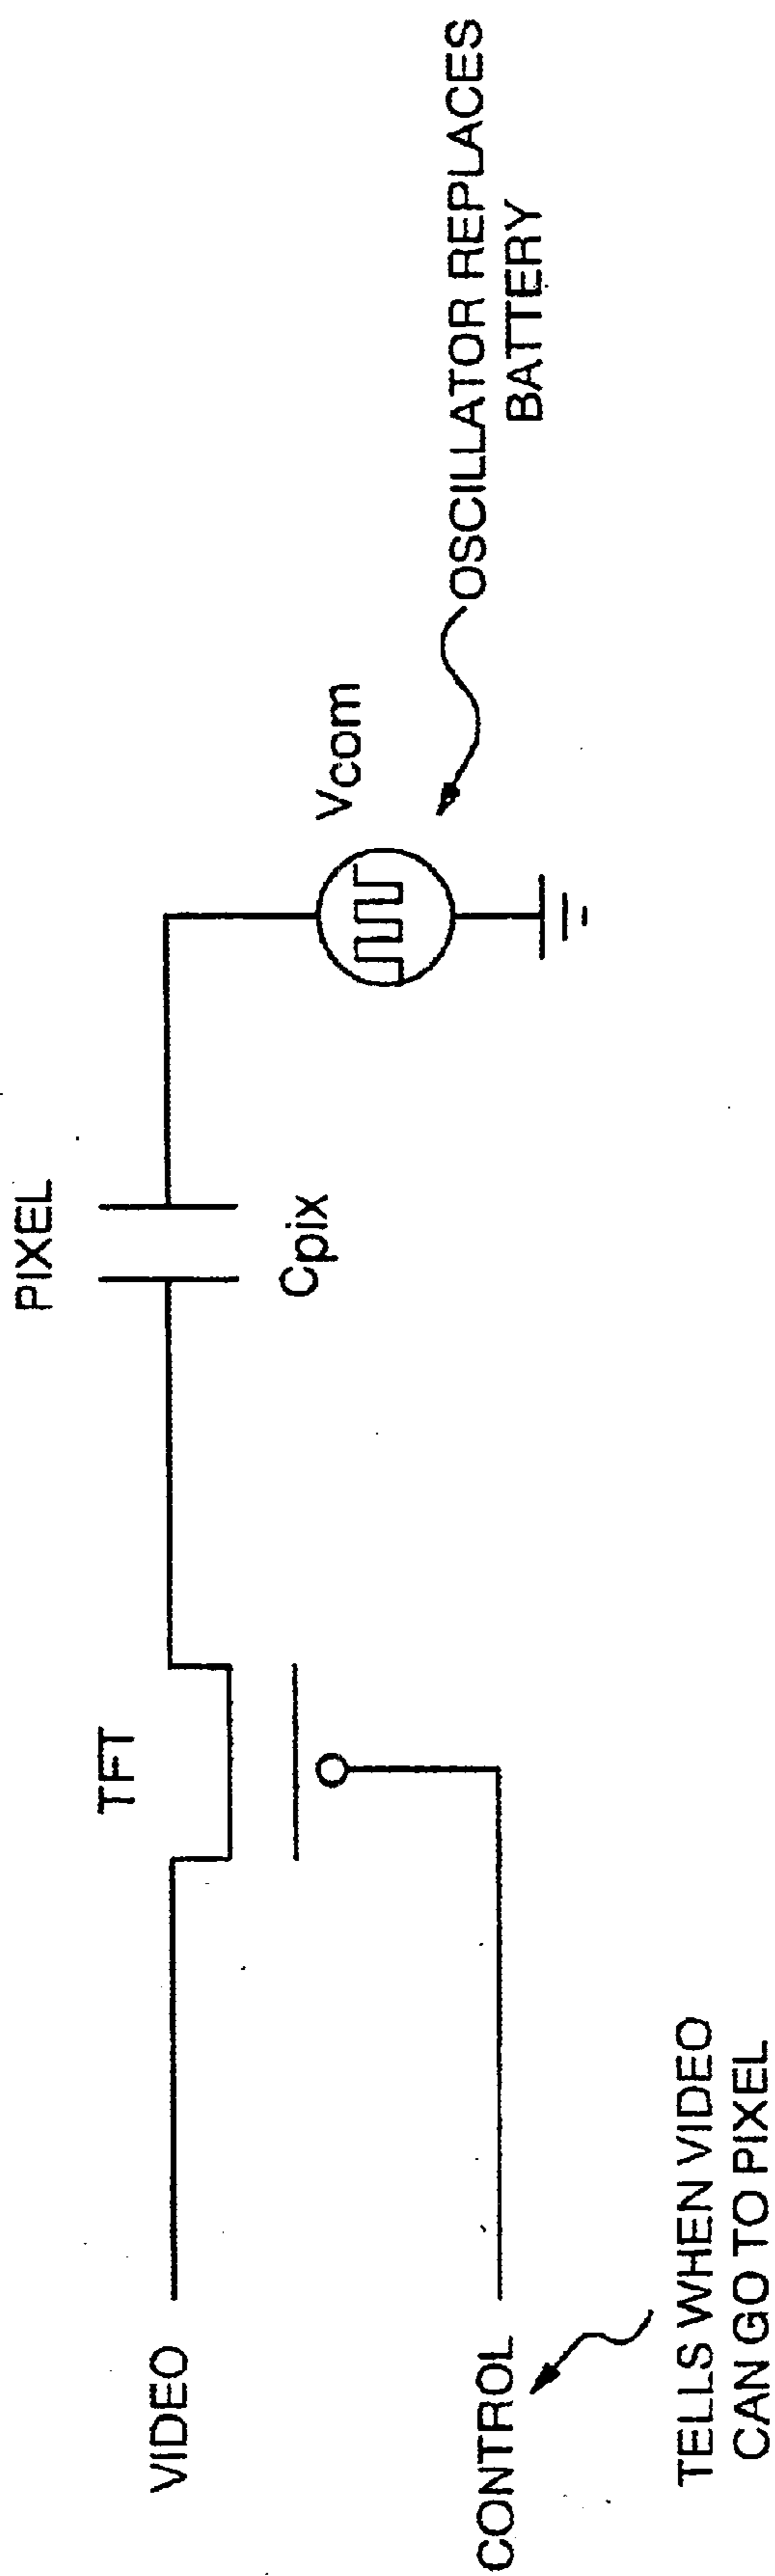 PIXEL
TFT
VIDEO
Cpix
Vcom
OSCILLATOR REPLACES
BATTERY
CONTROL
TELLS WHEN VIDEO
CAN GO TO PIXEL